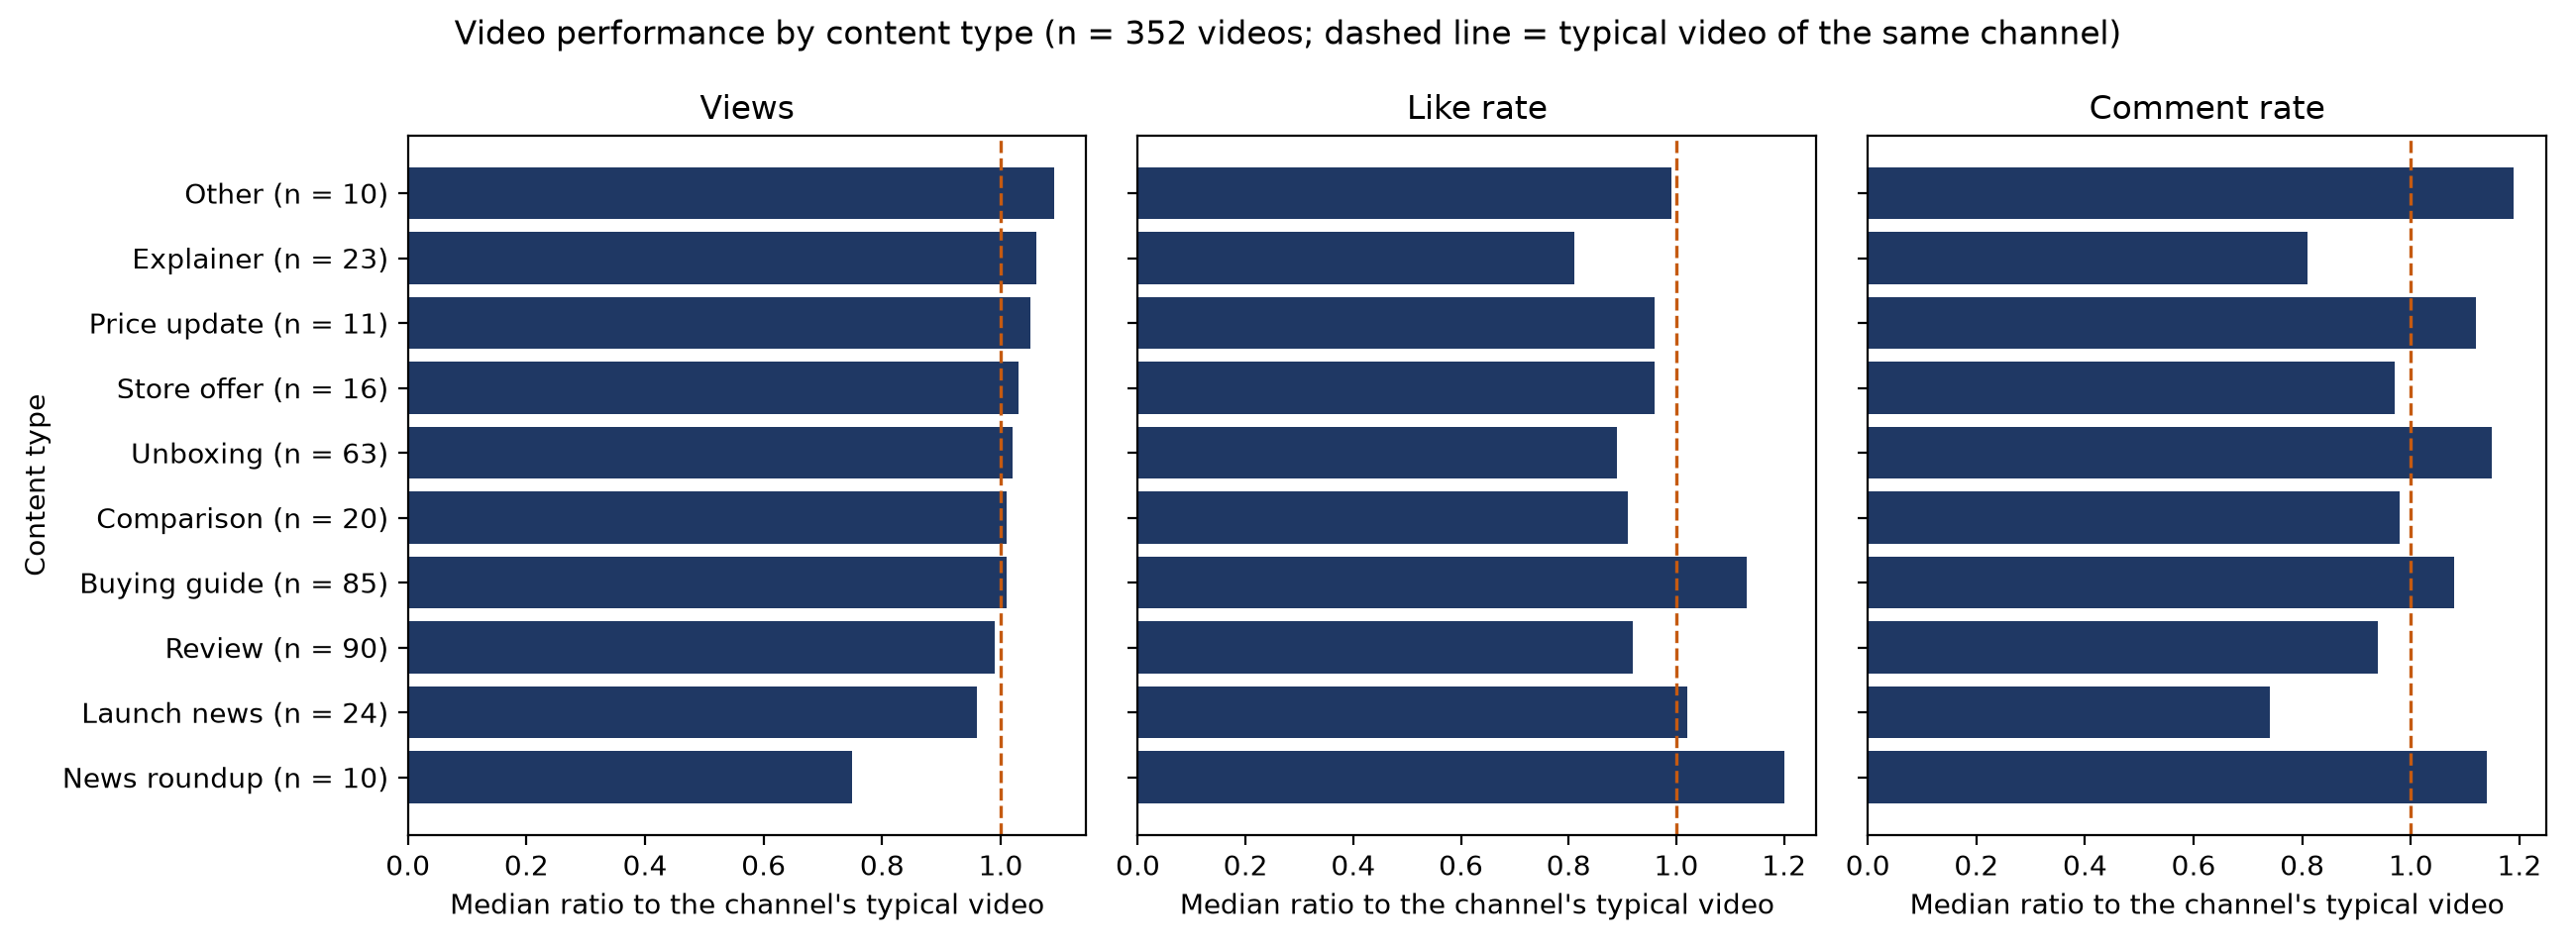 Video performance by content type (n = 352 videos; dashed line = typical video of the same channel)
Views
Like rate
Comment rate
Content type
Other (n = 10)
Explainer (n = 23)
Price update (n = 11)
Store offer (n = 16)
Unboxing (n = 63)
Comparison (n = 20)
Buying guide (n = 85)
Review (n = 90)
Launch news (n = 24)
News roundup (n = 10)
0.0 0.2 0.4 0.6 0.8 1.0
0.0 0.2 0.4 0.6 0.8 1.0 1.2
0.0 0.2 0.4 0.6 0.8 1.0 1.2
Median ratio to the channel's typical video
Median ratio to the channel's typical video
Median ratio to the channel's typical video